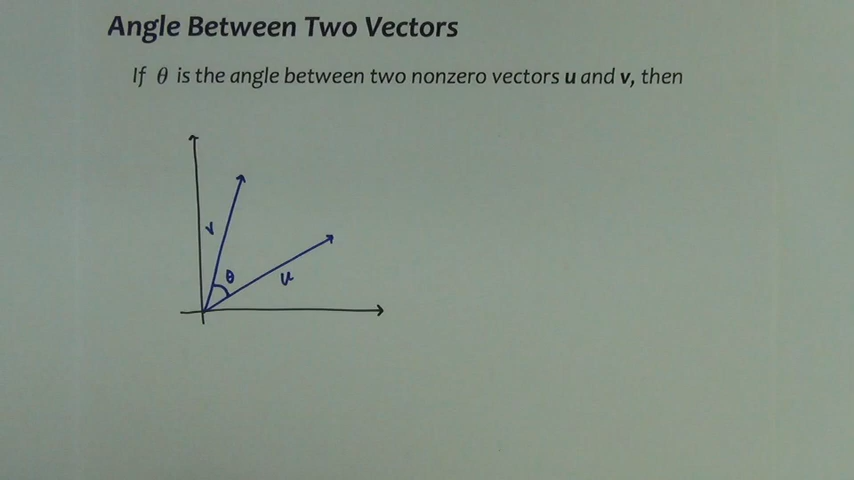 Angle Between Two Vectors
If θ is the angle between two nonzero vectors u and v, then
v
θ
u